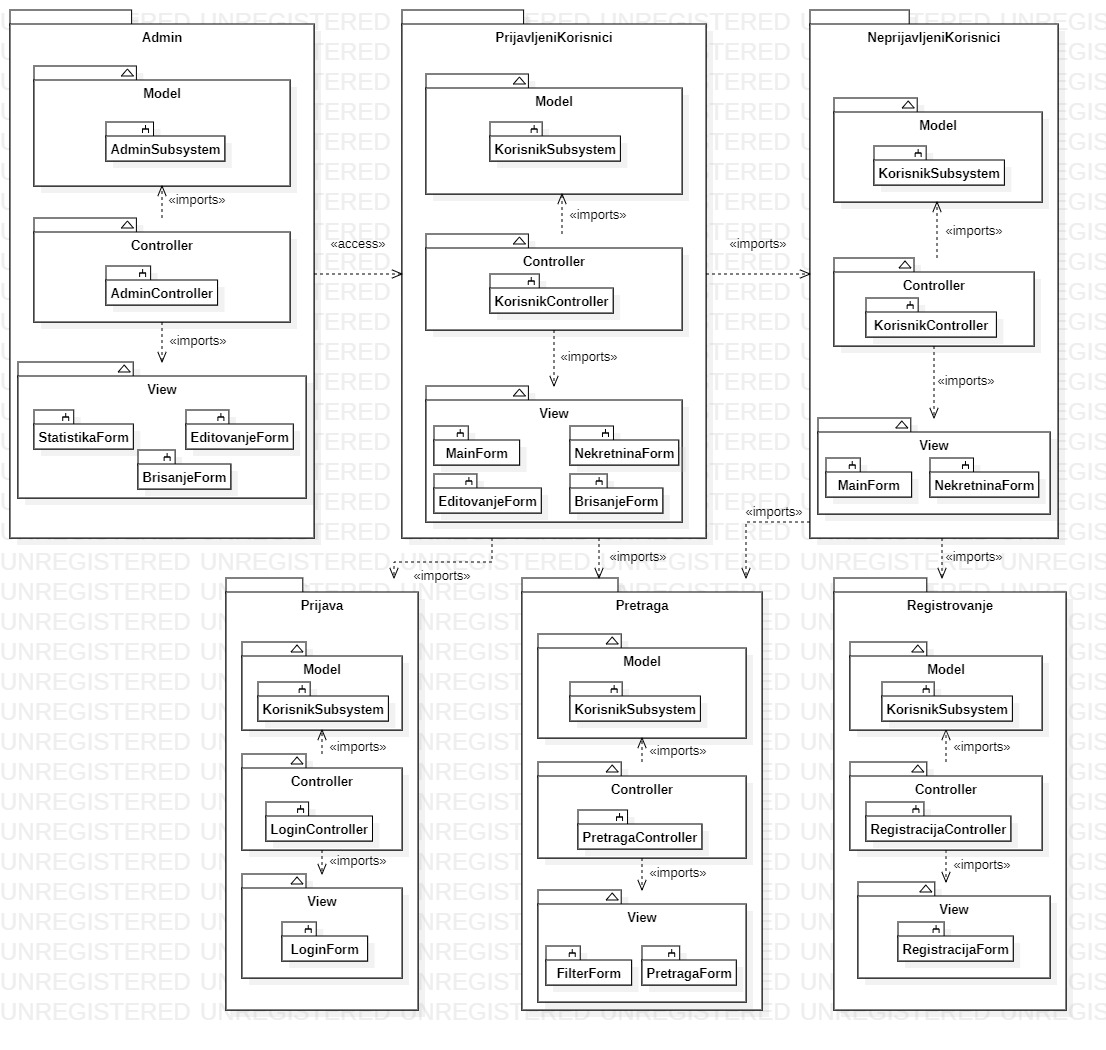 Admin
Model
AdminSubsystem
«imports»
Controller
AdminController
«imports»
View
StatistikaForm
EditovanjeForm
BrisanjeForm
«access»
PrijavljeniKorisnici
Model
KorisnikSubsystem
«imports»
Controller
KorisnikController
«imports»
View
MainForm
NekretninaForm
EditovanjeForm
BrisanjeForm
«imports»
NeprijavljeniKorisnici
Model
KorisnikSubsystem
«imports»
Controller
KorisnikController
«imports»
View
MainForm
NekretninaForm
«imports»
«imports»
«imports»
«imports»
Prijava
Model
KorisnikSubsystem
«imports»
Controller
LoginController
«imports»
View
LoginForm
Pretraga
Model
KorisnikSubsystem
«imports»
Controller
PretragaController
«imports»
View
FilterForm
PretragaForm
Registrovanje
Model
KorisnikSubsystem
«imports»
Controller
RegistracijaController
«imports»
View
RegistracijaForm
UNREGISTERED